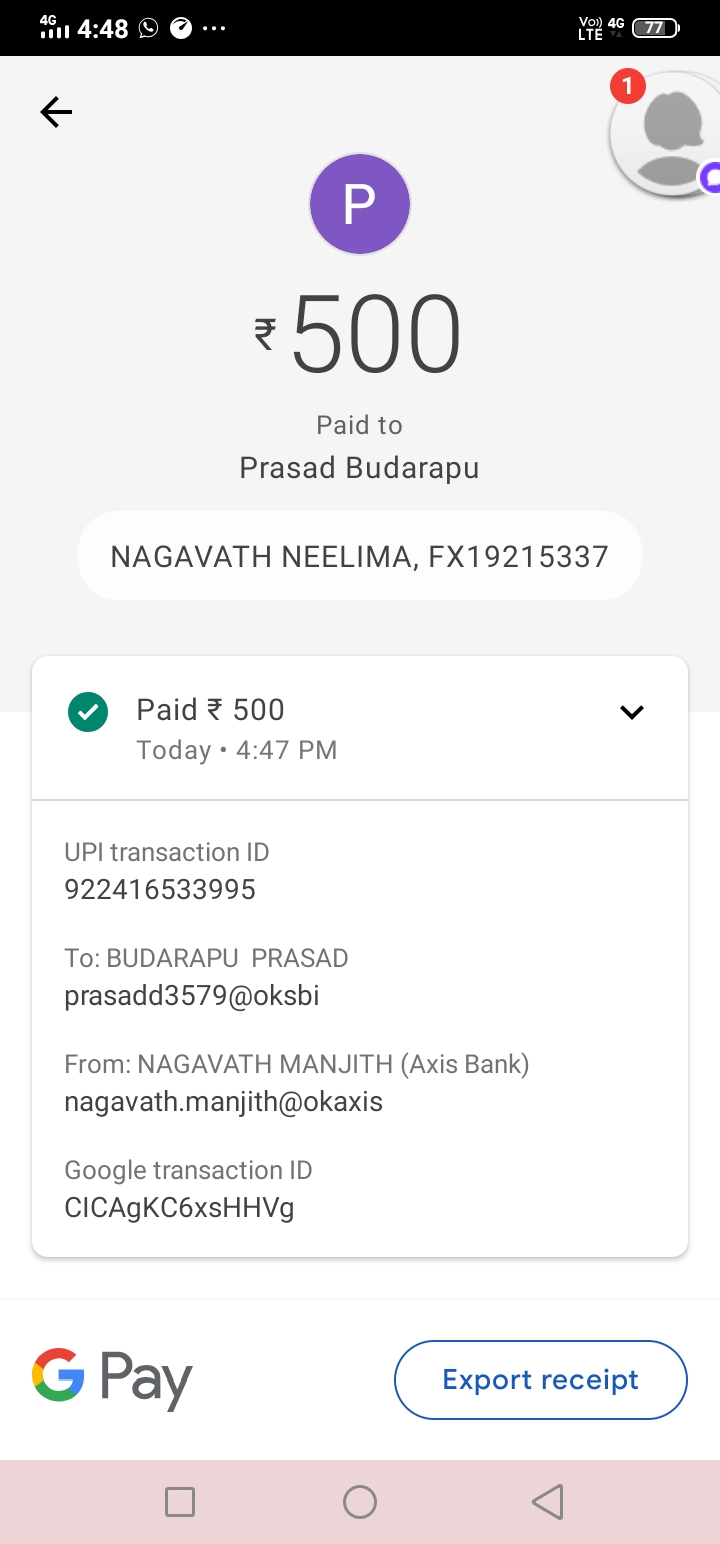 4G 4:48 ... Vo)) LTE 4G 77
1
P
₹500
Paid to
Prasad Budarapu
NAGAVATH NEELIMA, FX19215337
Paid ₹ 500
Today • 4:47 PM
UPI transaction ID
922416533995
To: BUDARAPU  PRASAD
prasadd3579@oksbi
From: NAGAVATH MANJITH (Axis Bank)
nagavath.manjith@okaxis
Google transaction ID
CICAgKC6xsHHVg
G Pay
Export receipt